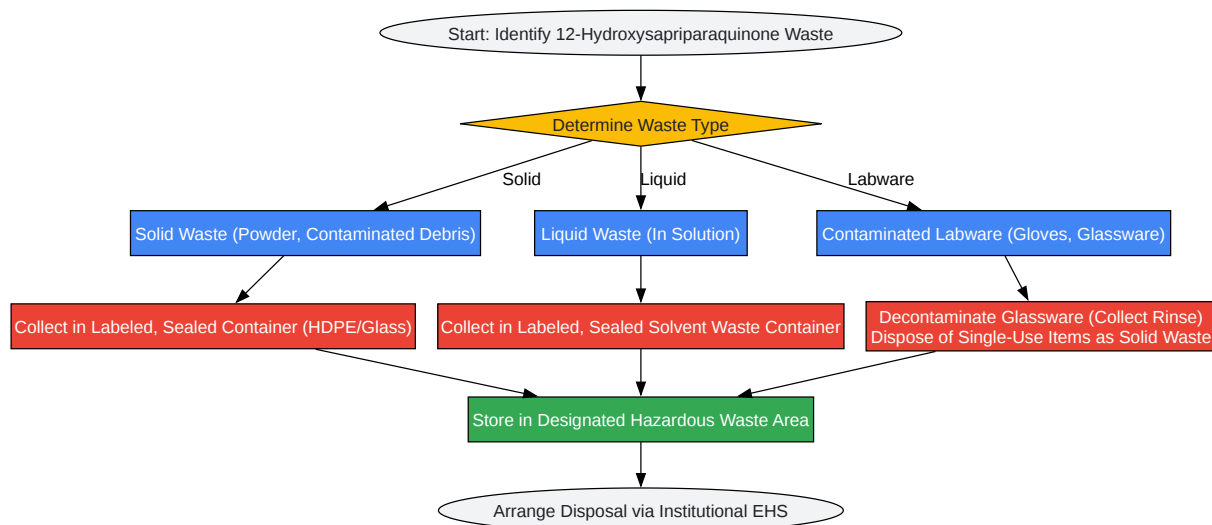 Start: Identify 12-Hydroxysapriparaquinone Waste
Determine Waste Type
Solid
Liquid
Labware
Solid Waste (Powder, Contaminated Debris)
Liquid Waste (In Solution)
Contaminated Labware (Gloves, Glassware)
Collect in Labeled, Sealed Container (HDPE/Glass)
Collect in Labeled, Sealed Solvent Waste Container
Decontaminate Glassware (Collect Rinse)
Dispose of Single-Use Items as Solid Waste
Store in Designated Hazardous Waste Area
Arrange Disposal via Institutional EHS